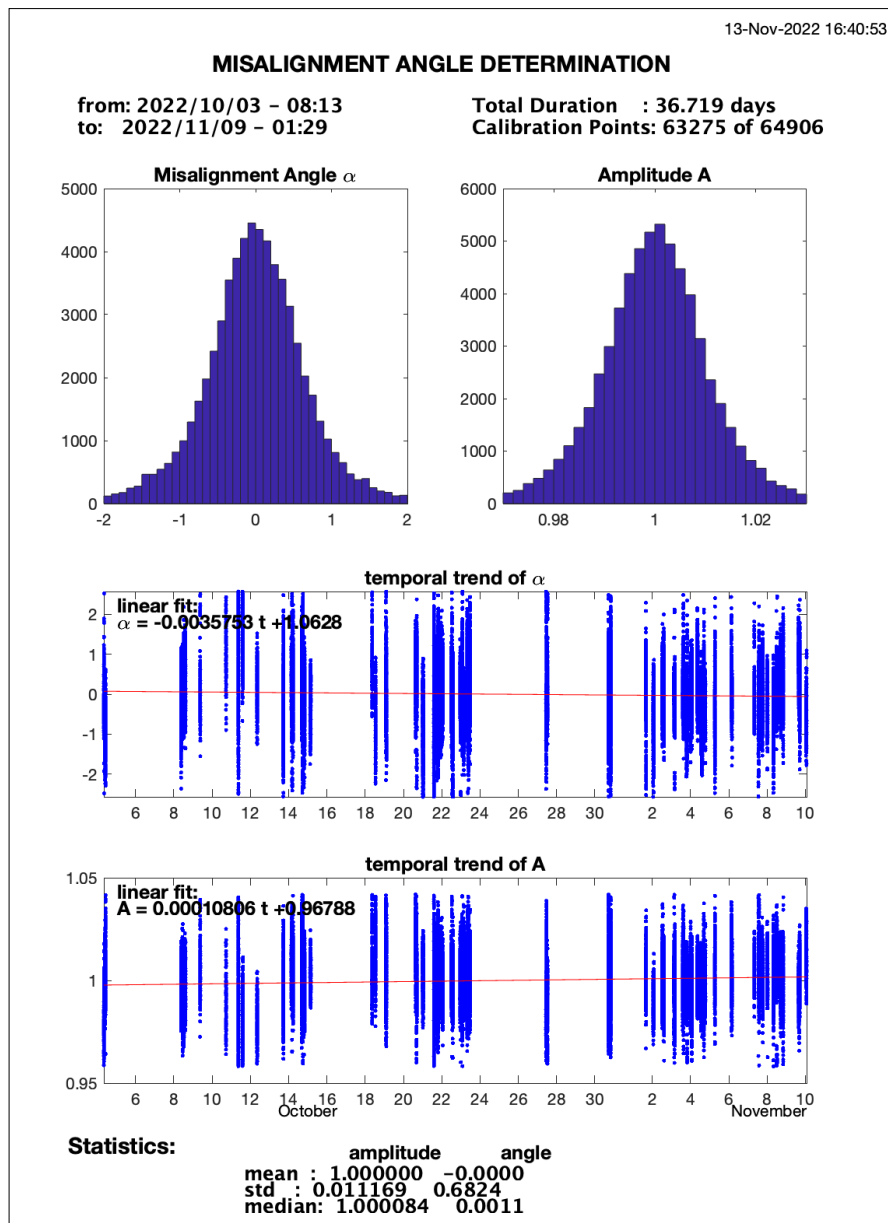 13-Nov-2022 16:40:53
MISALIGNMENT ANGLE DETERMINATION
from: 2022/10/03 - 08:13
to: 2022/11/09 - 01:29
Total Duration : 36.719 days
Calibration Points: 63275 of 64906
Misalignment Angle α
5000
4000
3000
2000
1000
0
-2 -1 0 1 2
Amplitude A
6000
5000
4000
3000
2000
1000
0
0.98 1 1.02
temporal trend of α
linear fit:
α = -0.0035753 t +1.0628
2
1
0
-1
-2
6 8 10 12 14 16 18 20 22 24 26 28 30 2 4 6 8 10
temporal trend of A
linear fit:
A = 0.00010806 t +0.96788
1.05
1
0.95
6 8 10 12 14 16 18 20 22 24 26 28 30 2 4 6 8 10
October November
Statistics:
amplitude angle
mean : 1.000000 -0.0000
std : 0.011169 0.6824
median: 1.000084 0.0011